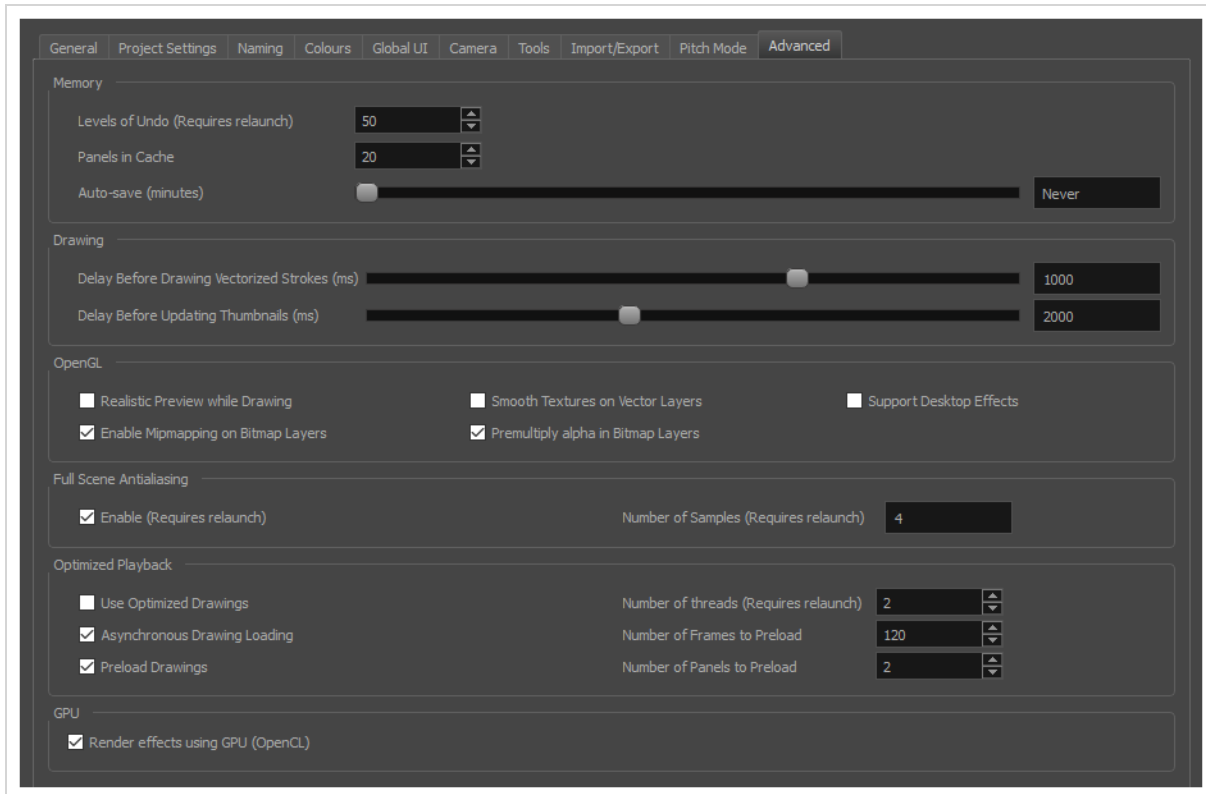 General Project Settings Naming Colours Global UI Camera Tools Import/Export Pitch Mode Advanced
Memory
Levels of Undo (Requires relaunch) 50
Panels in Cache 20
Auto-save (minutes) Never
Drawing
Delay Before Drawing Vectorized Strokes (ms) 1000
Delay Before Updating Thumbnails (ms) 2000
OpenGL
Realistic Preview while Drawing Smooth Textures on Vector Layers Support Desktop Effects
Enable Mipmapping on Bitmap Layers Premultiply alpha in Bitmap Layers
Full Scene Antialiasing
Enable (Requires relaunch) Number of Samples (Requires relaunch) 4
Optimized Playback
Use Optimized Drawings Number of threads (Requires relaunch) 2
Asynchronous Drawing Loading Number of Frames to Preload 120
Preload Drawings Number of Panels to Preload 2
GPU
Render effects using GPU (OpenCL)